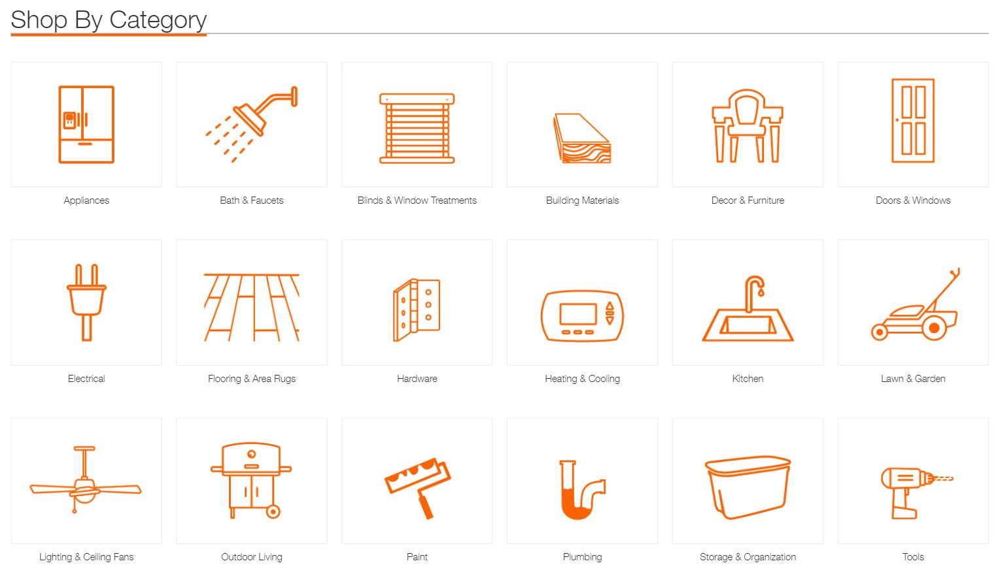 Shop By Category
Appliances
Bath & Faucets
Blinds & Window Treatments
Building Materials
Decor & Furniture
Doors & Windows
Electrical
Flooring & Area Rugs
Hardware
Heating & Cooling
Kitchen
Lawn & Garden
Lighting & Ceiling Fans
Outdoor Living
Paint
Plumbing
Storage & Organization
Tools